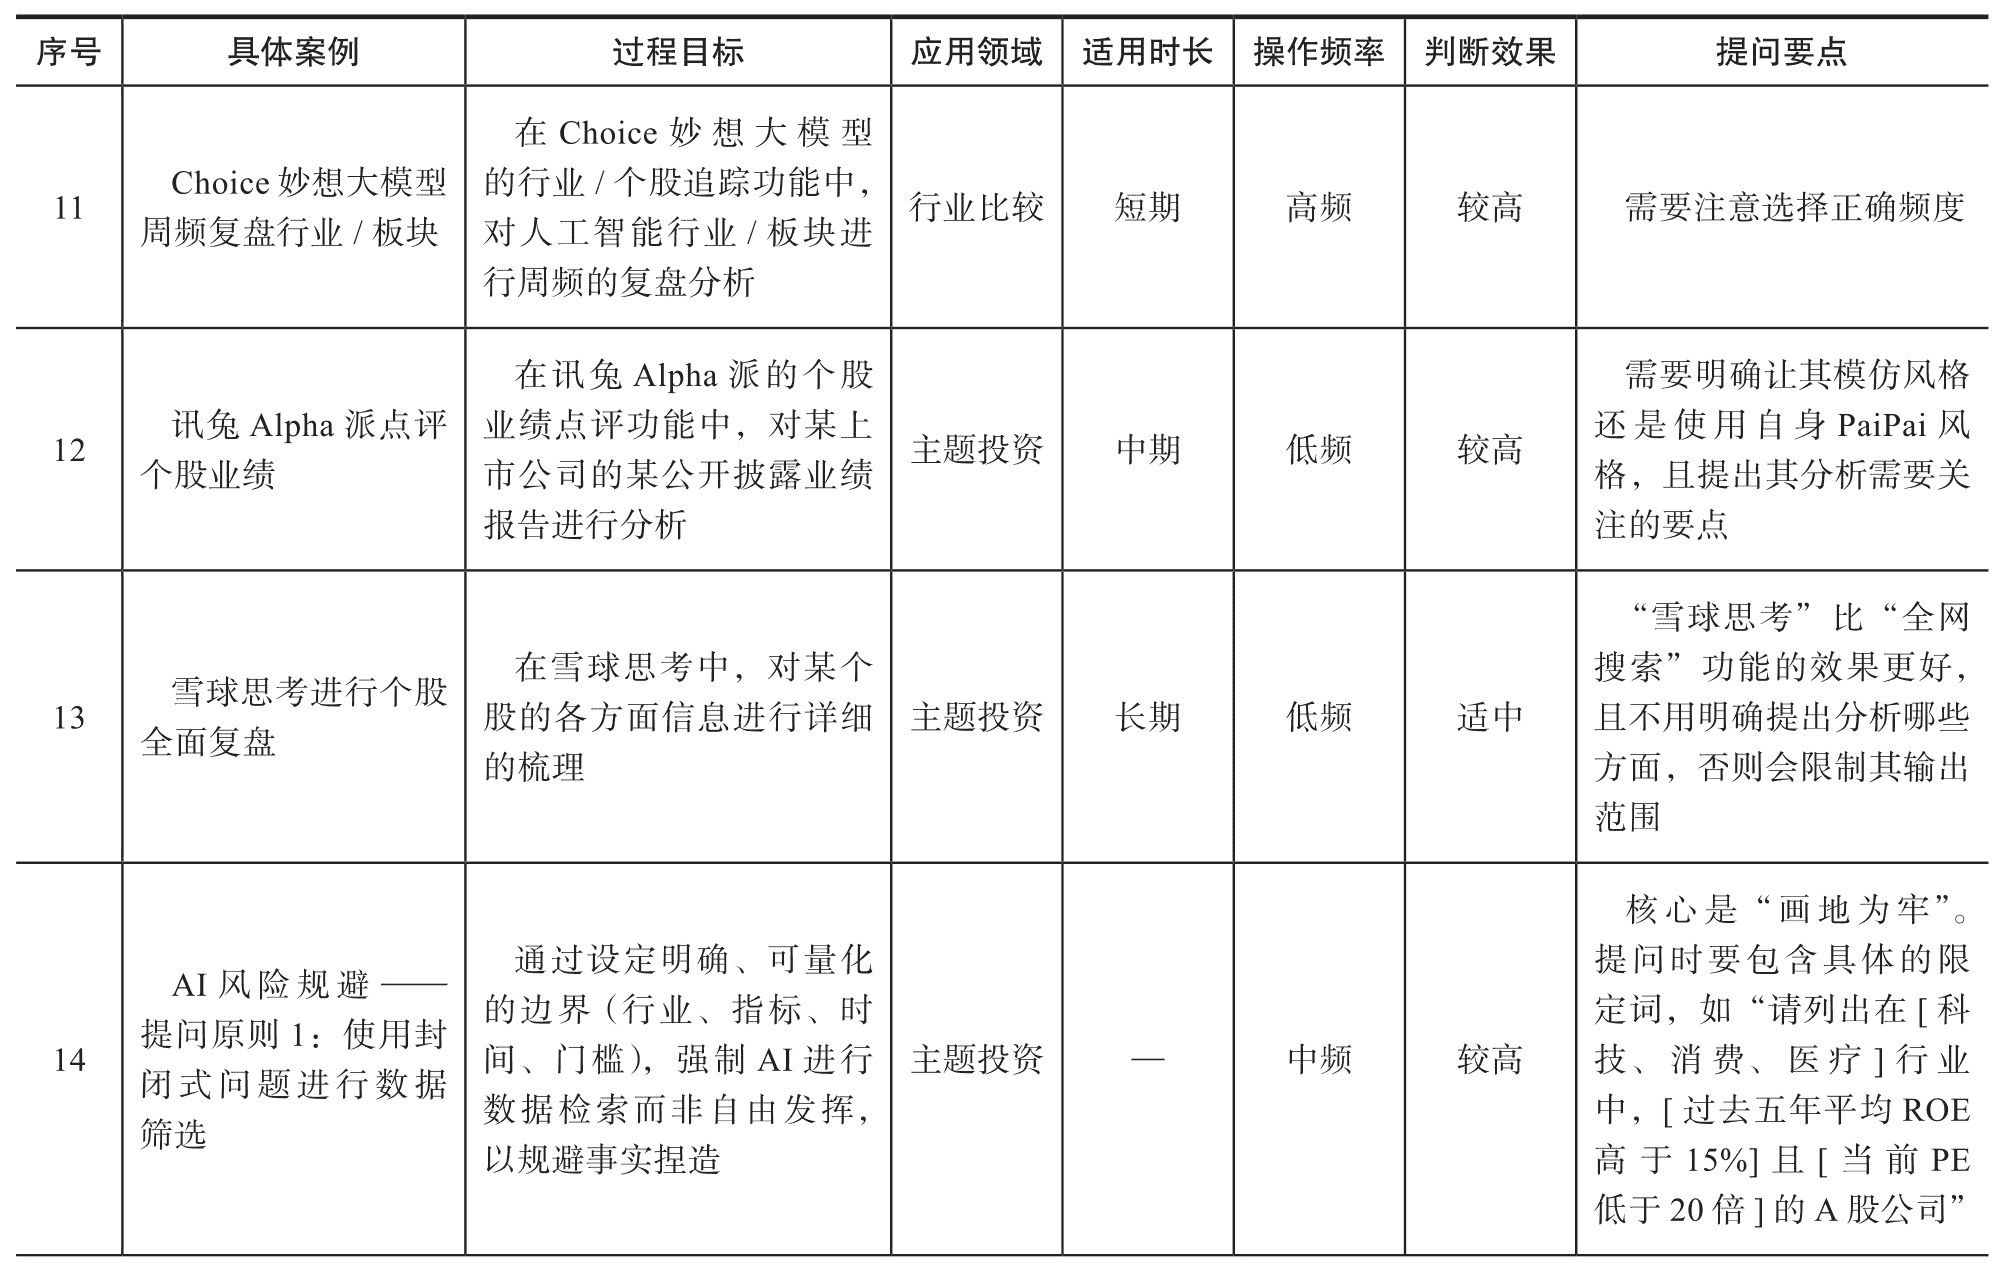 序号 具体案例 过程目标 应用领域 适用时长 操作频率 判断效果 提问要点
11
Choice 妙想大模型
周频复盘行业 / 板块
在 Choice 妙想大模型
的行业 / 个股追踪功能中，
对人工智能行业 / 板块进
行周频的复盘分析
行业比较
短期
高频
较高
需要注意选择正确频度
12
讯兔 Alpha 派点评
个股业绩
在讯兔 Alpha 派的个股
业绩点评功能中，对某上
市公司的某公开披露业绩
报告进行分析
主题投资
中期
低频
较高
需要明确让其模仿风格
还是使用自身 PaiPai 风
格，且提出其分析需要关
注的要点
13
雪球思考进行个股
全面复盘
在雪球思考中，对某个
股的各方面信息进行详细
的梳理
主题投资
长期
低频
适中
“雪球思考”比“全网
搜索”功能的效果更好，
且不用明确提出分析哪些
方面，否则会限制其输出
范围
14
AI 风险规避——
提问原则 1：使用封
闭式问题进行数据
筛选
通过设定明确、可量化
的边界（行业、指标、时
间、门槛），强制 AI 进行
数据检索而非自由发挥，
以规避事实捏造
主题投资
—
中频
较高
核心是“画地为牢”。
提问时要包含具体的限
定词，如“请列出在 [ 科
技、消费、医疗 ] 行业
中，[ 过去五年平均 ROE
高于 15%] 且 [ 当前 PE
低于 20 倍 ] 的 A 股公司”